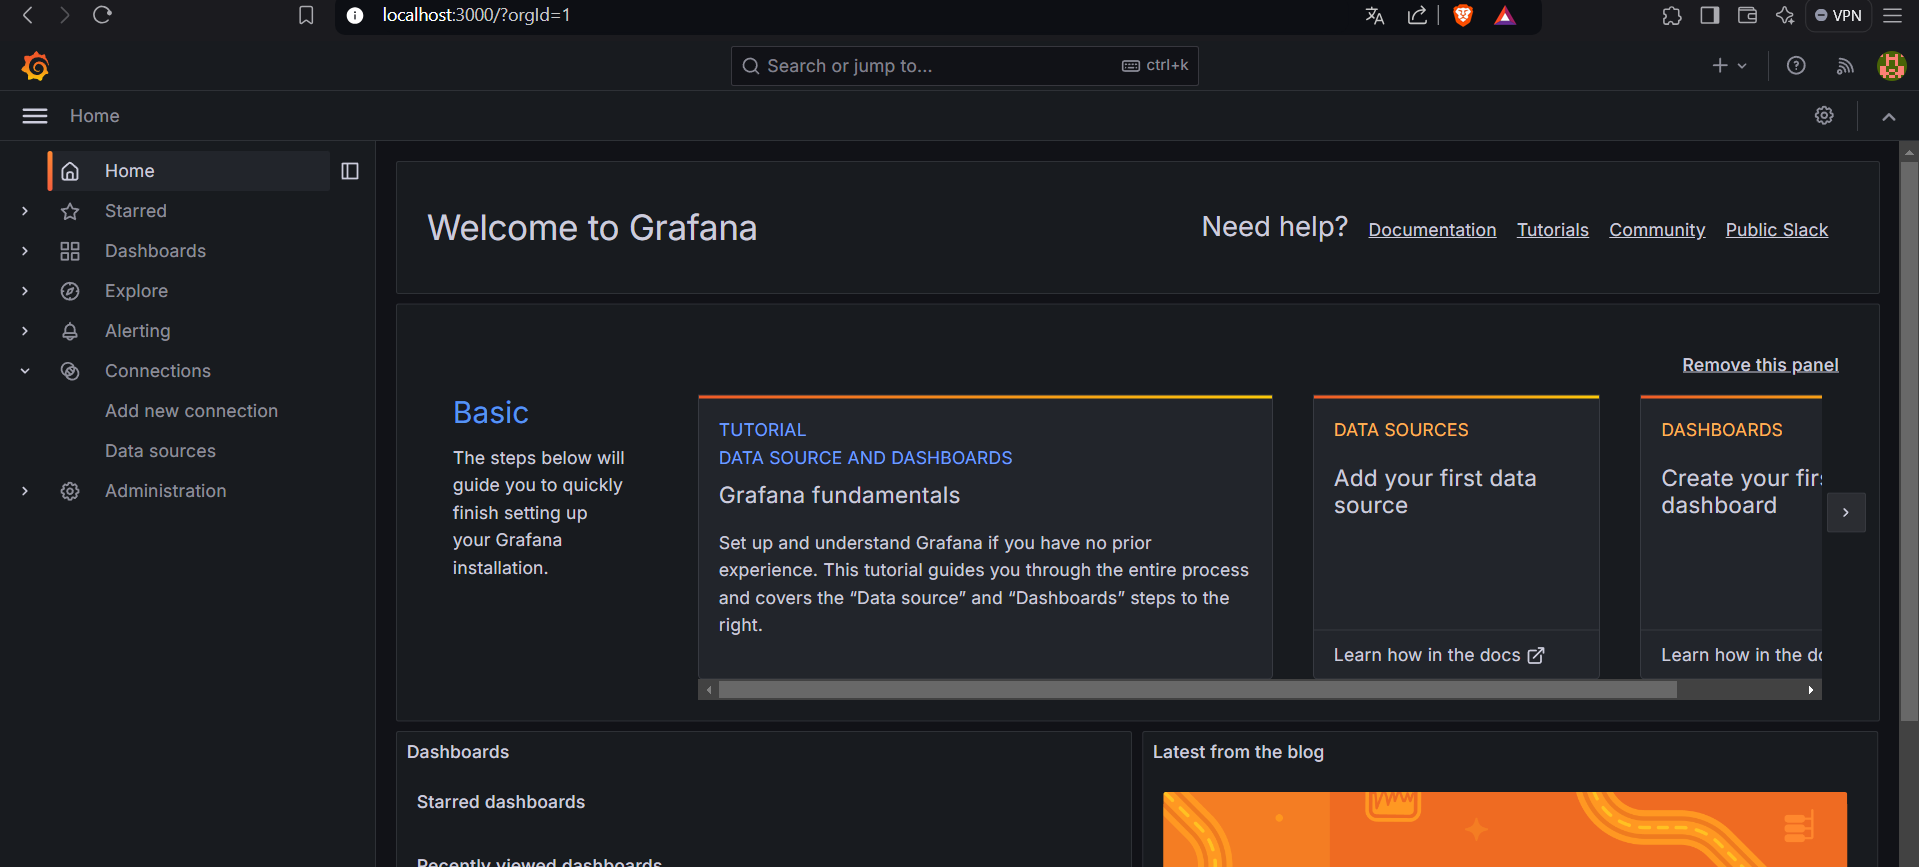 localhost:3000/?orgId=1
VPN
Search or jump to...
ctrl+k
Home
Home
Starred
Dashboards
Explore
Alerting
Connections
Add new connection
Data sources
Administration
Welcome to Grafana
Need help?
Documentation
Tutorials
Community
Public Slack
Remove this panel
Basic
The steps below will
guide you to quickly
finish setting up
your Grafana
installation.
TUTORIAL
DATA SOURCE AND DASHBOARDS
Grafana fundamentals
Set up and understand Grafana if you have no prior
experience. This tutorial guides you through the entire process
and covers the “Data source” and “Dashboards” steps to the
right.
DATA SOURCES
Add your first data
source
Learn how in the docs
DASHBOARDS
Create your fir
dashboard
Learn how in the do
Dashboards
Starred dashboards
Recently viewed dashboards
Latest from the blog